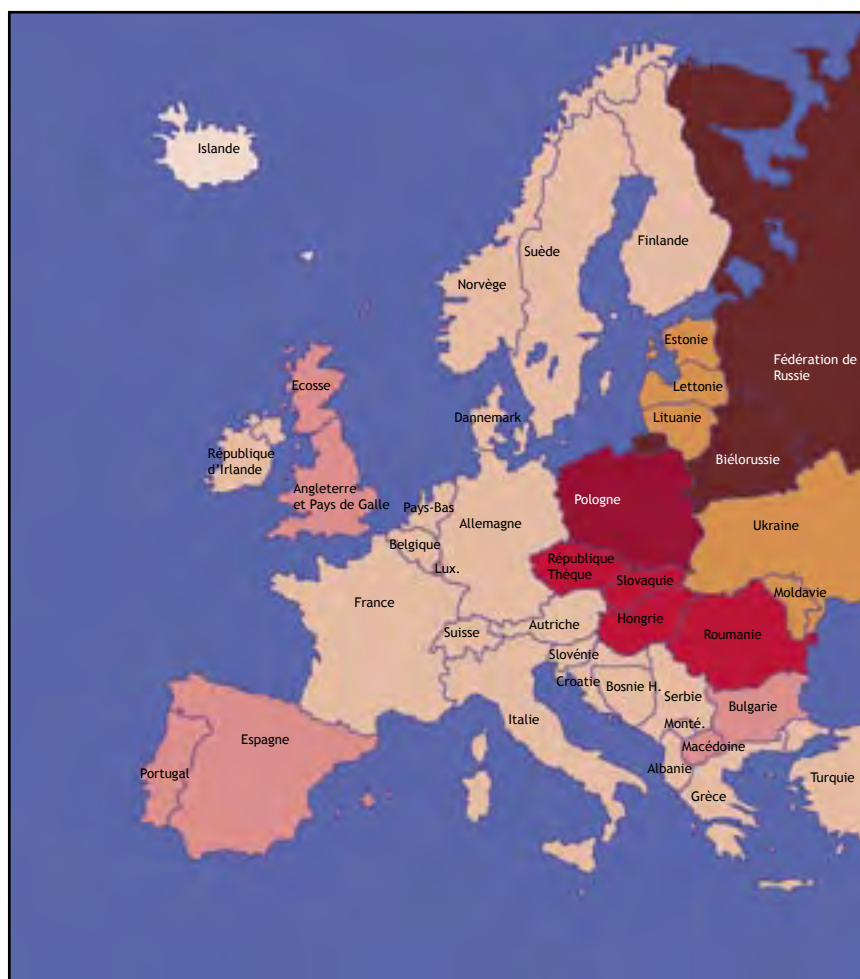 Islande
Finlande
Suède
Norvège
Estonie
Fédération de
Russie
Ecosse
Lettonie
Dannemark
Lituanie
République
d'Irlande
Biélorussie
Angleterre
et Pays de Galle
Pays-Bas
Pologne
Allemagne
Ukraine
Belgique
République
Thèque
Lux.
Slovaquie
Moldavie
France
Hongrie
Autriche
Suisse
Roumanie
Slovénie
Croatie
Bosnie H.
Serbie
Bulgarie
Italie
Monté.
Espagne
Macédoine
Portugal
Albanie
Turquie
Grèce